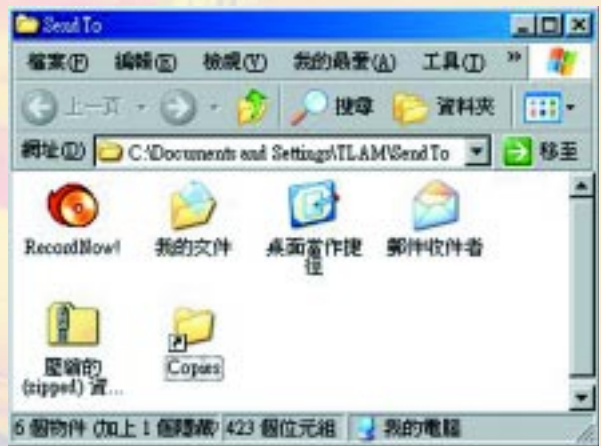 Send To
檔案(F) 編輯(E) 檢視(V) 我的最愛(A) 工具(T) »
上一頁 搜尋 資料夾
網址(D) C:\Documents and Settings\TLAM\SendTo 移至
RecordNow! 我的文件 桌面當作捷徑 郵件收件者
壓縮的(zipped) 資... Copies
6 個物件 (加上 1 個隱藏 423 個位元組 我的電腦